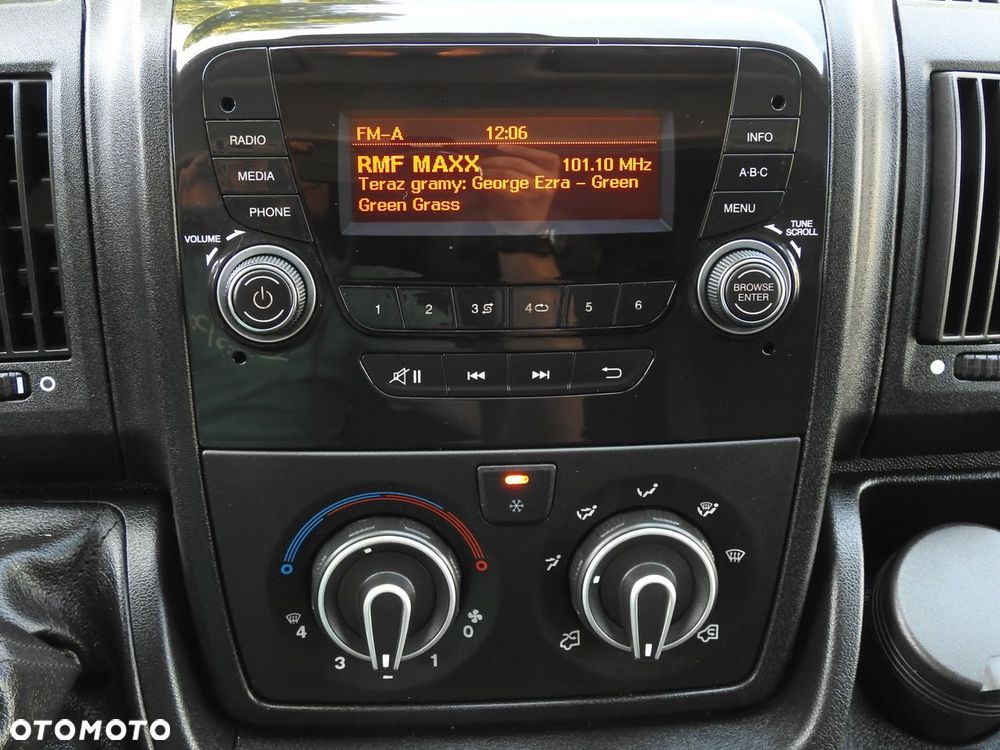 FM-A 12:06
RMF MAXX 101.10 MHz
Teraz gramy: George Ezra - Green
Green Grass
RADIO
MEDIA
PHONE
INFO
A·B·C
MENU
VOLUME
TUNE
SCROLL
BROWSE
ENTER
1 2 3 4 5 6
4 0
3 1
OTOMOTO